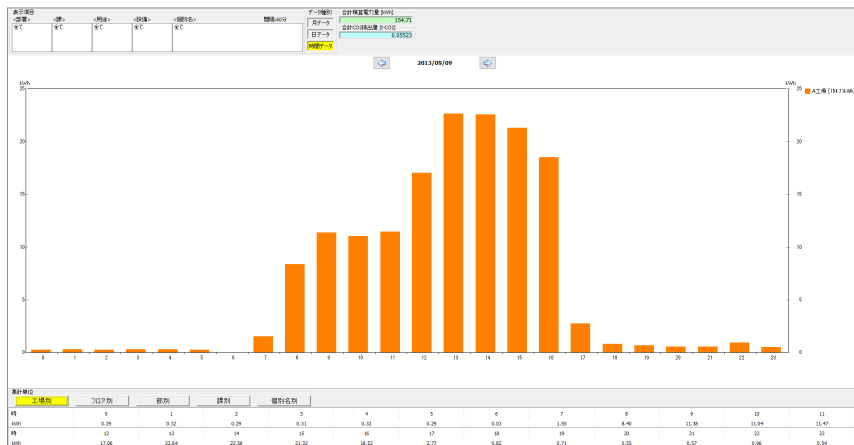 表示項目
<部署> <課> <用途> <設備> <個別名> 間隔:60分
全て 全て 全て 全て 全て
データ種別
月データ
日データ
時間データ
合計積算電力量 [kWh]
154.71
合計CO2排出量 [t-CO2]
0.05523
2013/09/09
kWh kWh
25 25
20 20
15 15
10 10
5 5
0 0
A工場 [154.71kWh]
0 1 2 3 4 5 6 7 8 9 10 11 12 13 14 15 16 17 18 19 20 21 22 23
集計単位
工場別 フロア別 部別 課別 個別名別
時 0 1 2 3 4 5 6 7 8 9 10 11
kWh 0.29 0.32 0.29 0.31 0.32 0.29 0.03 1.55 8.40 11.38 11.04 11.47
時 12 13 14 15 16 17 18 19 20 21 22 23
kWh 17.06 22.64 22.56 21.32 18.52 2.77 0.82 0.71 0.55 0.57 0.96 0.54